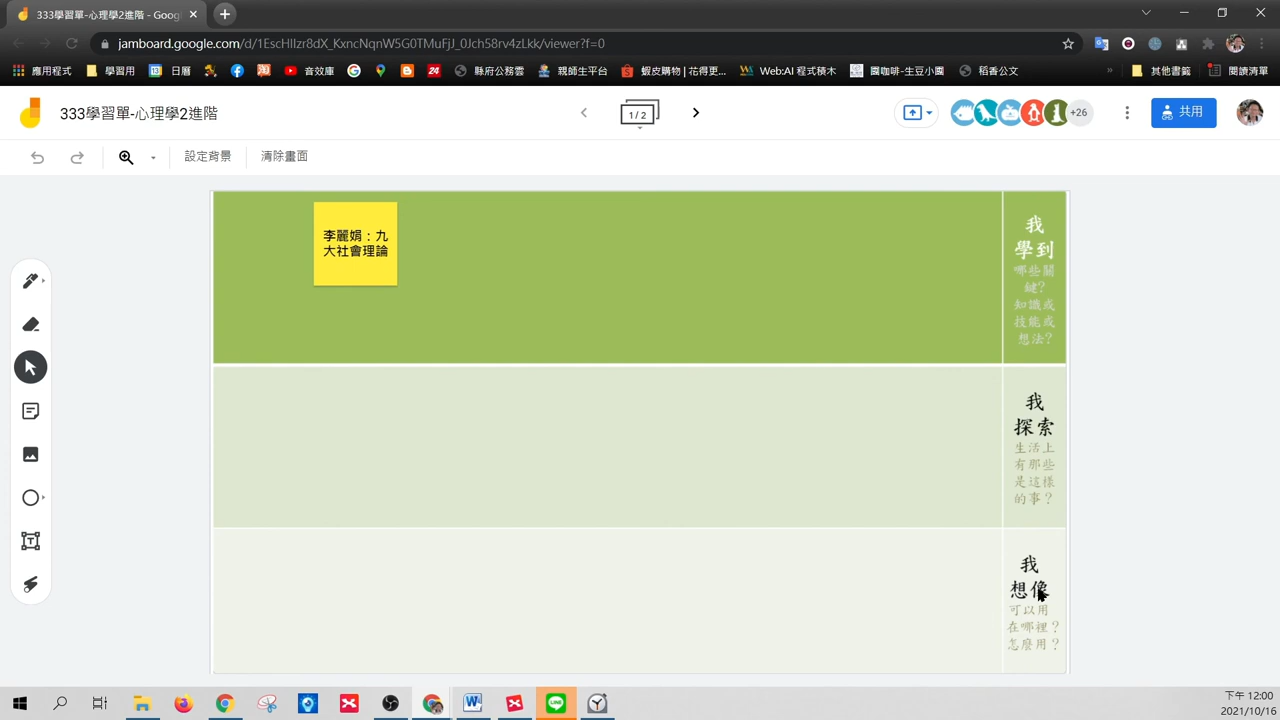 333學習單-心理學2進階 - Googl
jamboard.google.com/d/1EscHIlzr8dX_KxncNqnW5G0TMuFjJ_0Jch58rv4zLkk/viewer?f=0
應用程式 學習用 日曆 音效庫 縣府公務雲 親師生平台 蝦皮購物 | 花得更... Web:AI 程式積木 國咖啡-生豆小圈 稻香公文 » 其他書籤 閱讀清單
333學習單-心理學2進階
1/2
+26
共用
設定背景 清除畫面
李麗娟：九
大社會理論
我
學到
哪些關
鍵?
知識或
技能或
想法?
我
探索
生活上
有那些
是這樣
的事？
我
想像
可以用
在哪裡？
怎麼用？
下午 12:00
2021/10/16